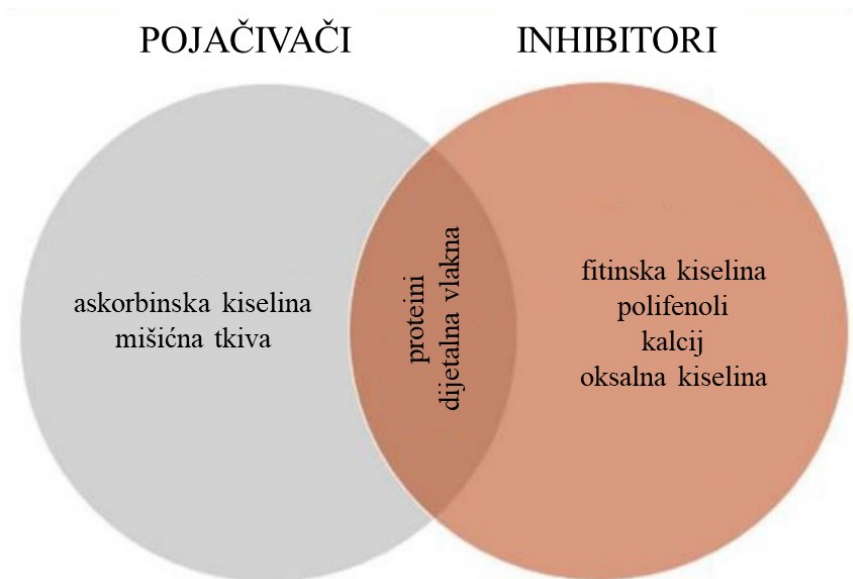 POJAČIVAČI
INHIBITORI
askorbinska kiselina
mišićna tkiva
proteini
dijetalna vlakna
fitinska kiselina
polifenoli
kalcij
oksalna kiselina